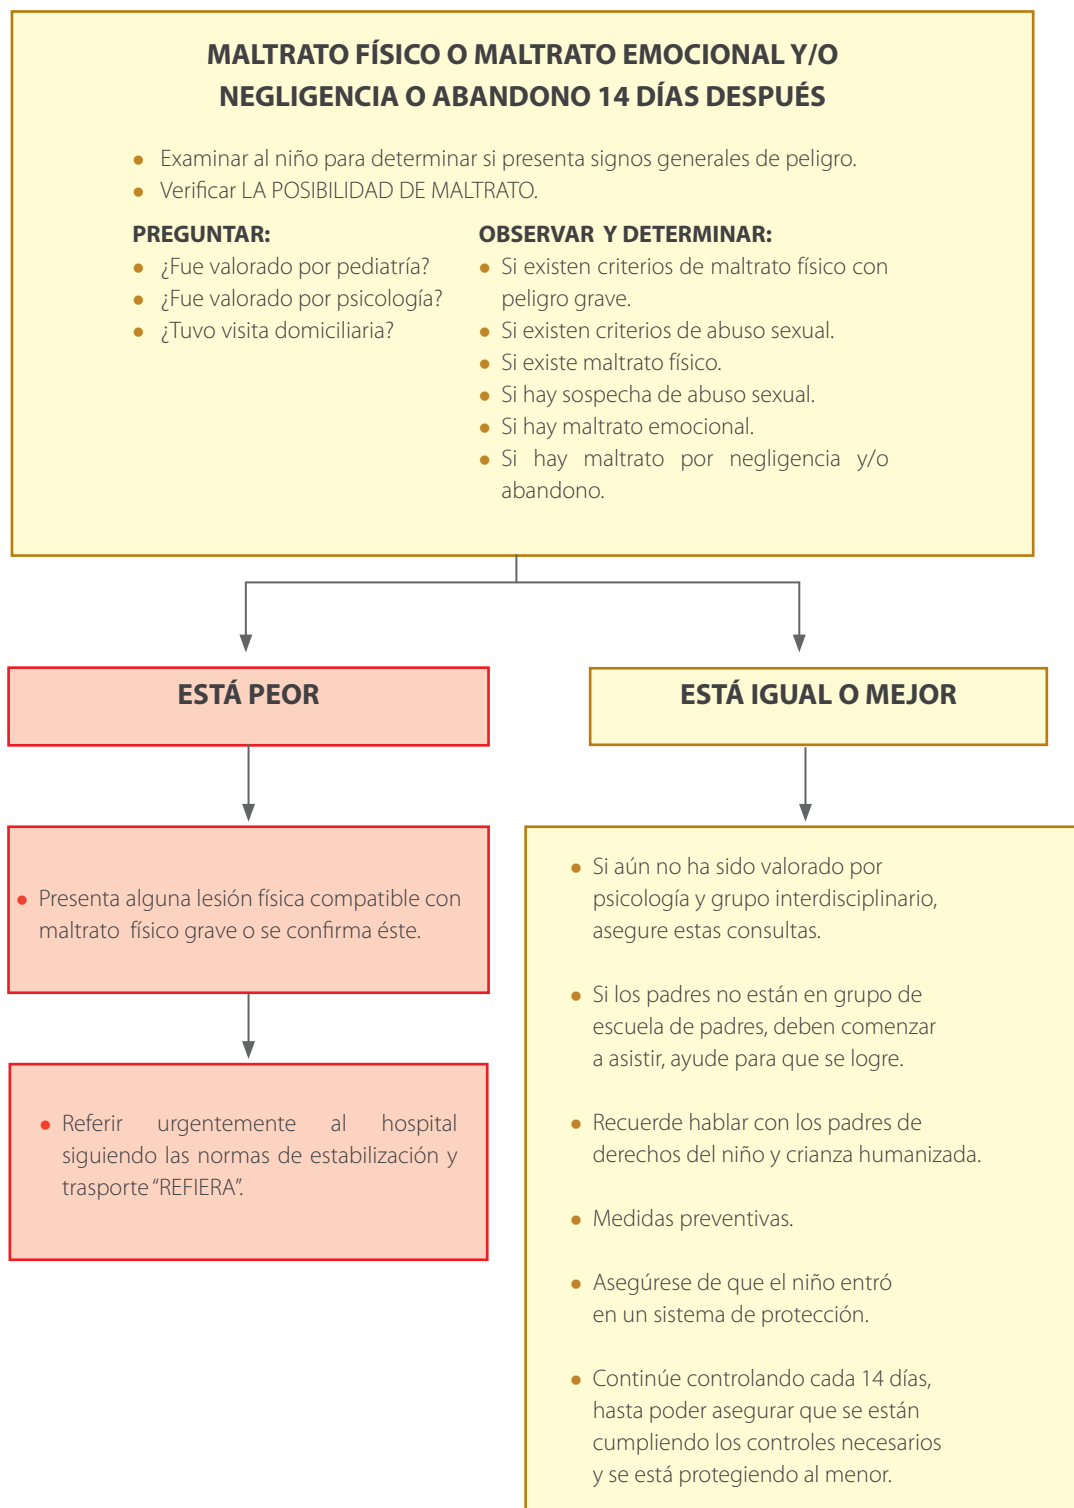 MALTRATO FÍSICO O MALTRATO EMOCIONAL Y/O
NEGLIGENCIA O ABANDONO 14 DÍAS DESPUÉS
● Examinar al niño para determinar si presenta signos generales de peligro.
● Verificar LA POSIBILIDAD DE MALTRATO.
PREGUNTAR:
● ¿Fue valorado por pediatría?
● ¿Fue valorado por psicología?
● ¿Tuvo visita domiciliaria?
OBSERVAR Y DETERMINAR:
● Si existen criterios de maltrato físico con
peligro grave.
● Si existen criterios de abuso sexual.
● Si existe maltrato físico.
● Si hay sospecha de abuso sexual.
● Si hay maltrato emocional.
● Si hay maltrato por negligencia y/o
abandono.
ESTÁ PEOR
● Presenta alguna lesión física compatible con
maltrato físico grave o se confirma éste.
● Referir urgentemente al hospital
siguiendo las normas de estabilización y
trasporte “REFIERA”.
ESTÁ IGUAL O MEJOR
● Si aún no ha sido valorado por
psicología y grupo interdisciplinario,
asegure estas consultas.
● Si los padres no están en grupo de
escuela de padres, deben comenzar
a asistir, ayude para que se logre.
● Recuerde hablar con los padres de
derechos del niño y crianza humanizada.
● Medidas preventivas.
● Asegúrese de que el niño entró
en un sistema de protección.
● Continúe controlando cada 14 días,
hasta poder asegurar que se están
cumpliendo los controles necesarios
y se está protegiendo al menor.